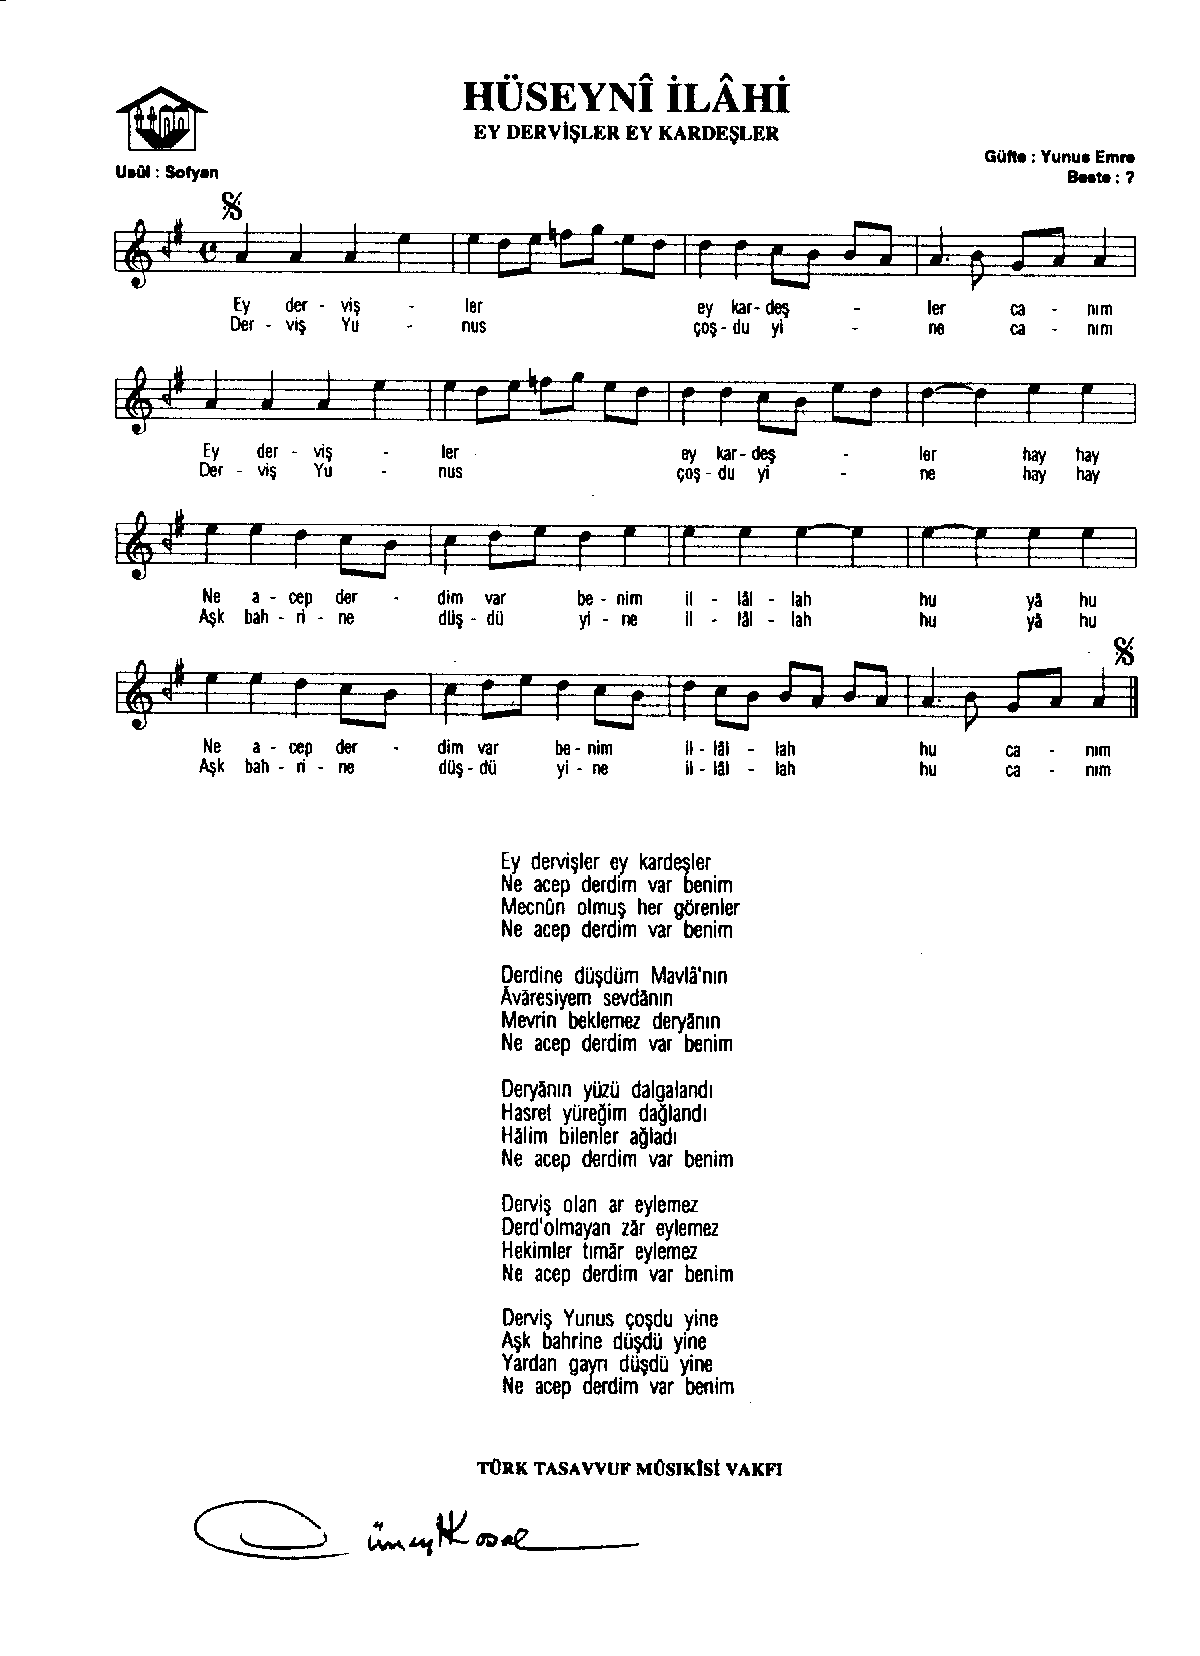 HÜSEYNÎ İLÂHİ
EY DERVİŞLER EY KARDEŞLER
Usûl : Sofyan
Güfte : Yunus Emre
Beste : ?
Ey der - viş - ler ey kar - deş - ler ca - nım
Der - viş Yu - nus çoş - du yi - ne ca - nım
Ey der - viş - ler ey kar - deş - ler hay hay
Der - viş Yu - nus çoş - du yi - ne hay hay
Ne a - cep der - dim var be - nim il - lâl - lah hu yâ hu
Aşk bah - ri - ne düş - dü yi - ne il - lâl - lah hu yâ hu
Ne a - cep der - dim var be - nim il - lâl - lah hu ca - nım
Aşk bah - ri - ne düş - dü yi - ne il - lâl - lah hu ca - nım
Ey dervişler ey kardeşler
Ne acep derdim var benim
Mecnûn olmuş her görenler
Ne acep derdim var benim
Derdine düşdüm Mavlâ'nın
Âvâresiyem sevdânın
Mevrin beklemez deryânın
Ne acep derdim var benim
Deryânın yüzü dalgalandı
Hasret yüreğim dağlandı
Hâlim bilenler ağladı
Ne acep derdim var benim
Derviş olan ar eylemez
Derd'olmayan zâr eylemez
Hekimler tımâr eylemez
Ne acep derdim var benim
Derviş Yunus çoşdu yine
Aşk bahrine düşdü yine
Yardan gayrı düşdü yine
Ne acep derdim var benim
TÜRK TASAVVUF MÛSIKÎSİ VAKFI
Cüneyt Kosal